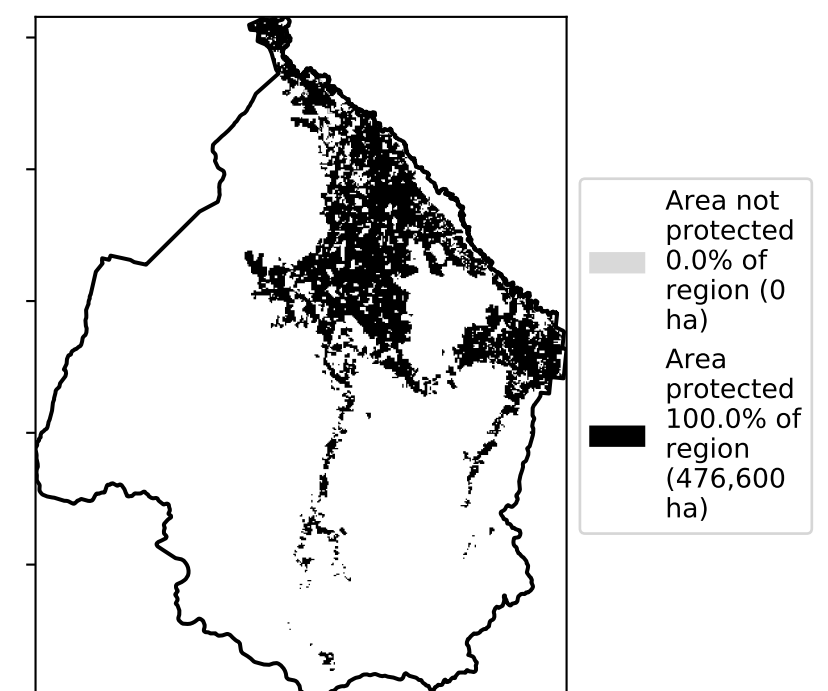 Area not
protected
0.0% of
region (0
ha)
Area
protected
100.0% of
region
(476,600
ha)